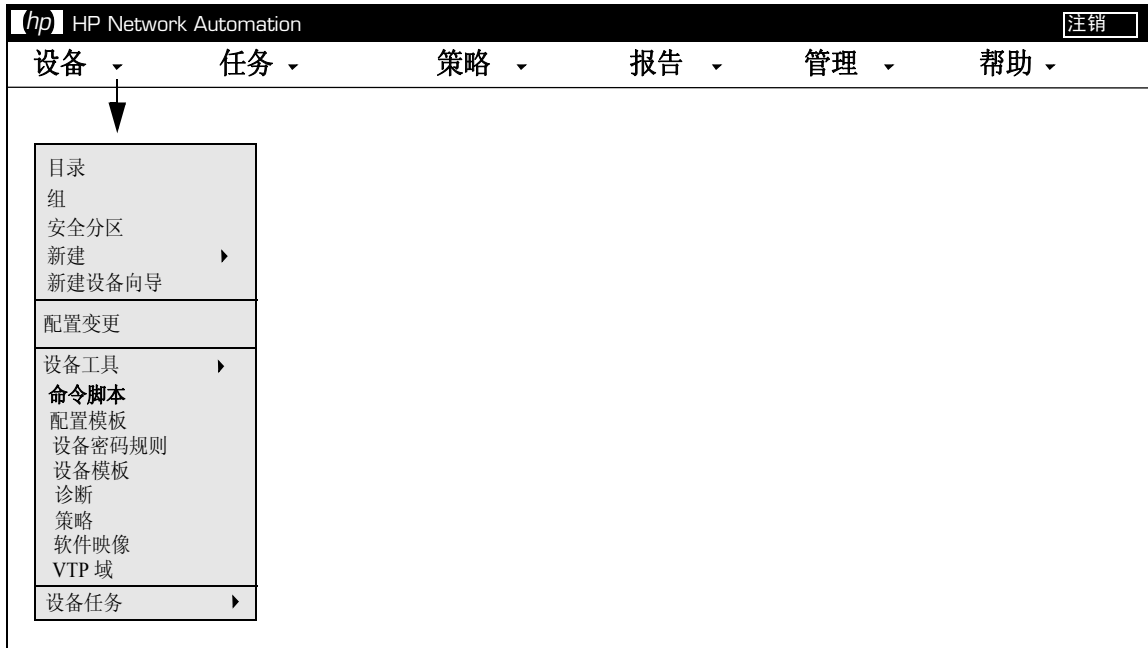 hp HP Network Automation 注销
设备 任务 策略 报告 管理 帮助
目录
组
安全分区
新建
新建设备向导
配置变更
设备工具
命令脚本
配置模板
设备密码规则
设备模板
诊断
策略
软件映像
VTP 域
设备任务